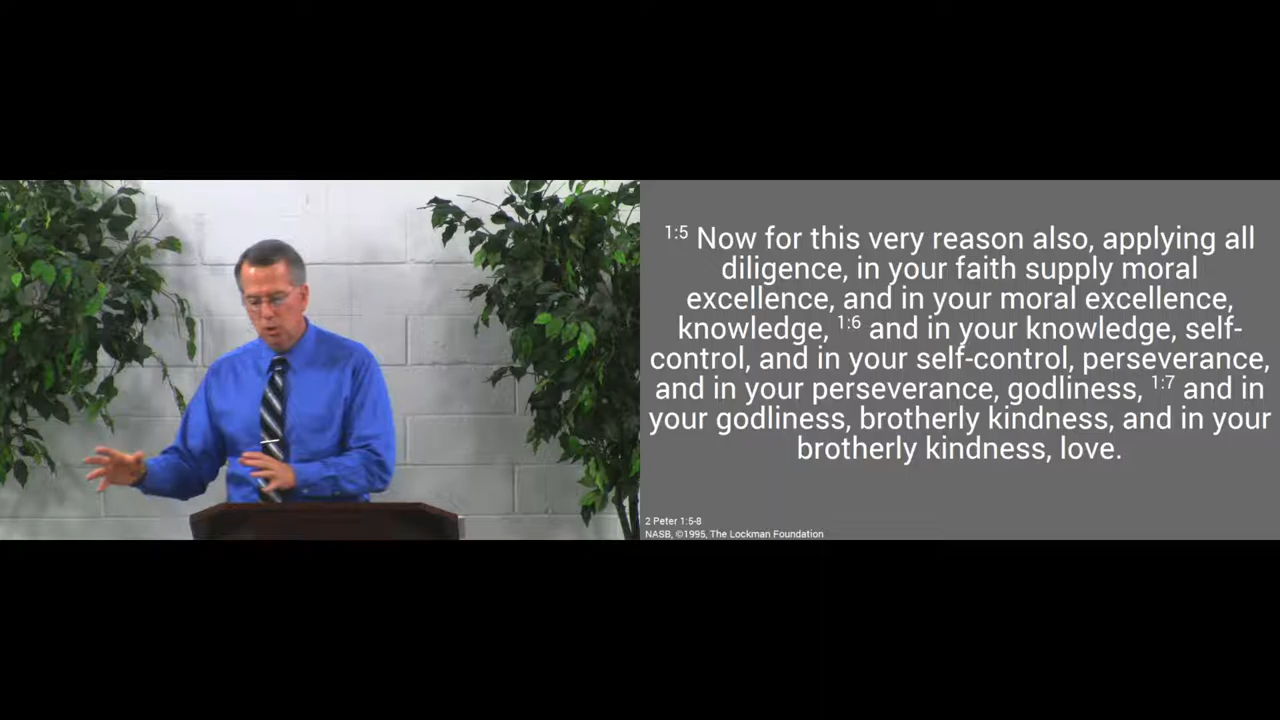 1:5 Now for this very reason also, applying all
diligence, in your faith supply moral
excellence, and in your moral excellence,
knowledge, 1:6 and in your knowledge, self-
control, and in your self-control, perseverance,
and in your perseverance, godliness, 1:7 and in
your godliness, brotherly kindness, and in your
brotherly kindness, love.
2 Peter 1:5-8
NASB, ©1995, The Lockman Foundation